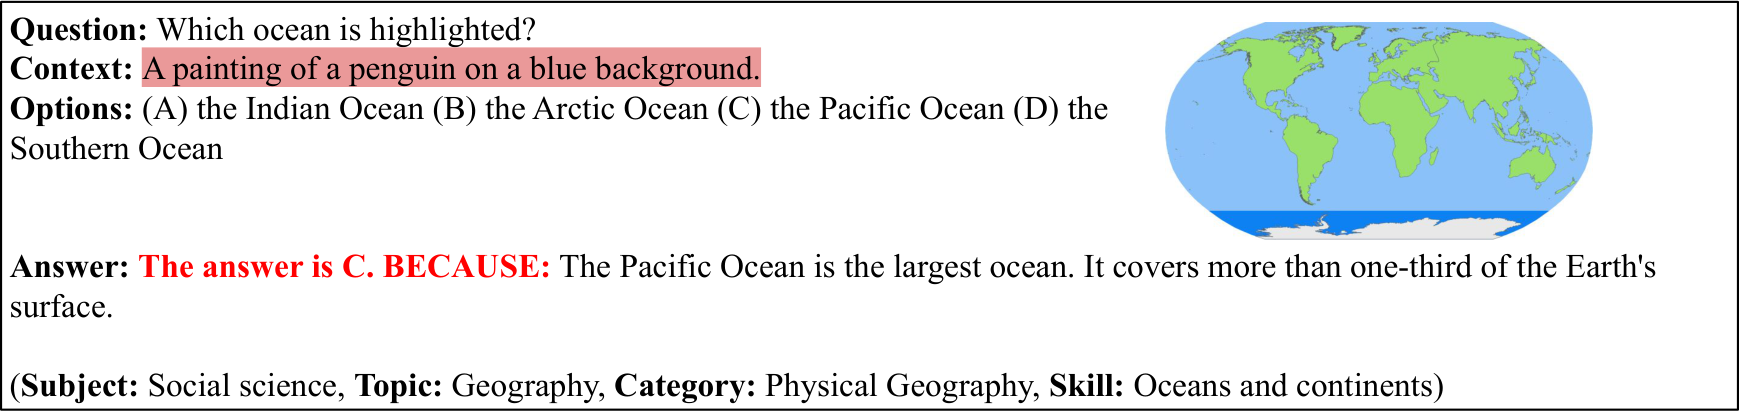 Question: Which ocean is highlighted?
Context: A painting of a penguin on a blue background.
Options: (A) the Indian Ocean (B) the Arctic Ocean (C) the Pacific Ocean (D) the
Southern Ocean
Answer: The answer is C. BECAUSE: The Pacific Ocean is the largest ocean. It covers more than one-third of the Earth's
surface.
(Subject: Social science, Topic: Geography, Category: Physical Geography, Skill: Oceans and continents)